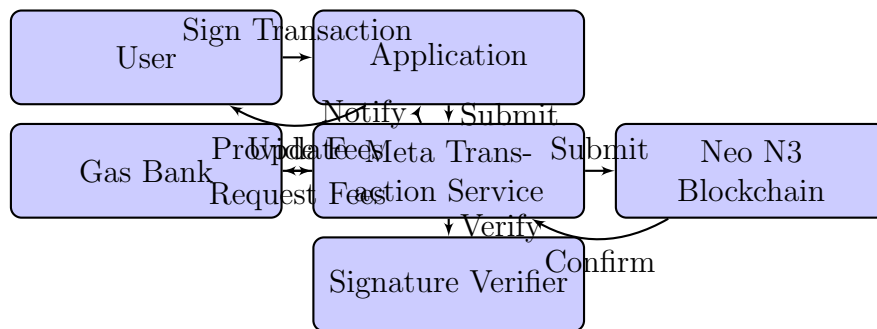 Sign Transaction
User
Application
Notify
Submit
Provide Fees
Update
Gas Bank
Request Fees
Meta Trans-
action Service
Submit
Neo N3
Blockchain
Verify
Confirm
Signature Verifier